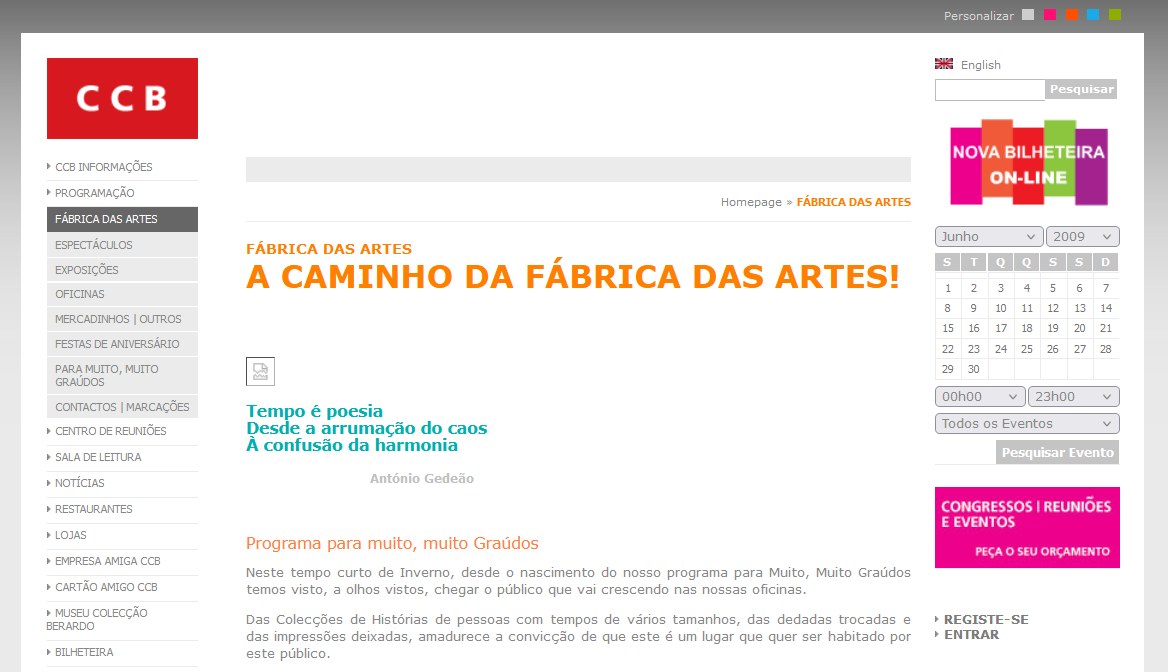 Personalizar
CCB
CCB INFORMAÇÕES
PROGRAMAÇÃO
FÁBRICA DAS ARTES
ESPECTÁCULOS
EXPOSIÇÕES
OFICINAS
MERCADINHOS | OUTROS
FESTAS DE ANIVERSÁRIO
PARA MUITO, MUITO
GRAÚDOS
CONTACTOS | MARCAÇÕES
CENTRO DE REUNIÕES
SALA DE LEITURA
NOTÍCIAS
RESTAURANTES
LOJAS
EMPRESA AMIGA CCB
CARTÃO AMIGO CCB
MUSEU COLECÇÃO
BERARDO
BILHETEIRA
Homepage » FÁBRICA DAS ARTES
FÁBRICA DAS ARTES
A CAMINHO DA FÁBRICA DAS ARTES!
Tempo é poesia
Desde a arrumação do caos
À confusão da harmonia
António Gedeão
Programa para muito, muito Graúdos
Neste tempo curto de Inverno, desde o nascimento do nosso programa para Muito, Muito Graúdos
temos visto, a olhos vistos, chegar o público que vai crescendo nas nossas oficinas.
Das Colecções de Histórias de pessoas com tempos de vários tamanhos, das dedadas trocadas e
das impressões deixadas, amadurece a convicção de que este é um lugar que quer ser habitado por
este público.
English
Pesquisar
NOVA BILHETEIRA
ON-LINE
Junho 2009
S T Q Q S S D
1 2 3 4 5 6 7
8 9 10 11 12 13 14
15 16 17 18 19 20 21
22 23 24 25 26 27 28
29 30
00h00 23h00
Todos os Eventos
Pesquisar Evento
CONGRESSOS | REUNIÕES
E EVENTOS
PEÇA O SEU ORÇAMENTO
REGISTE-SE
ENTRAR